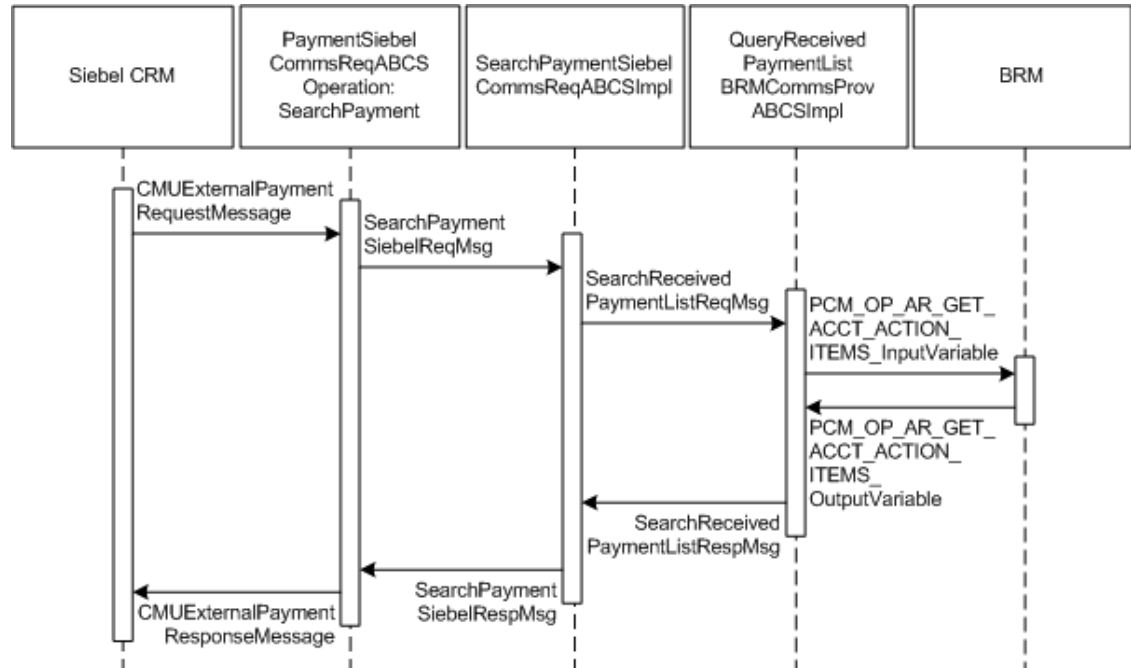 Siebel CRM
PaymentSiebel
CommsReqABCS
Operation:
SearchPayment
SearchPaymentSiebel
CommsReqABCSImpl
QueryReceived
PaymentList
BRMCommsProv
ABCSImpl
BRM
CMUExternalPayment
RequestMessage
SearchPayment
SiebelReqMsg
SearchReceived
PaymentListReqMsg
PCM_OP_AR_GET_
ACCT_ACTION_
ITEMS_InputVariable
PCM_OP_AR_GET_
ACCT_ACTION_
ITEMS_
OutputVariable
SearchReceived
PaymentListRespMsg
SearchPayment
SiebelRespMsg
CMUExternalPayment
ResponseMessage